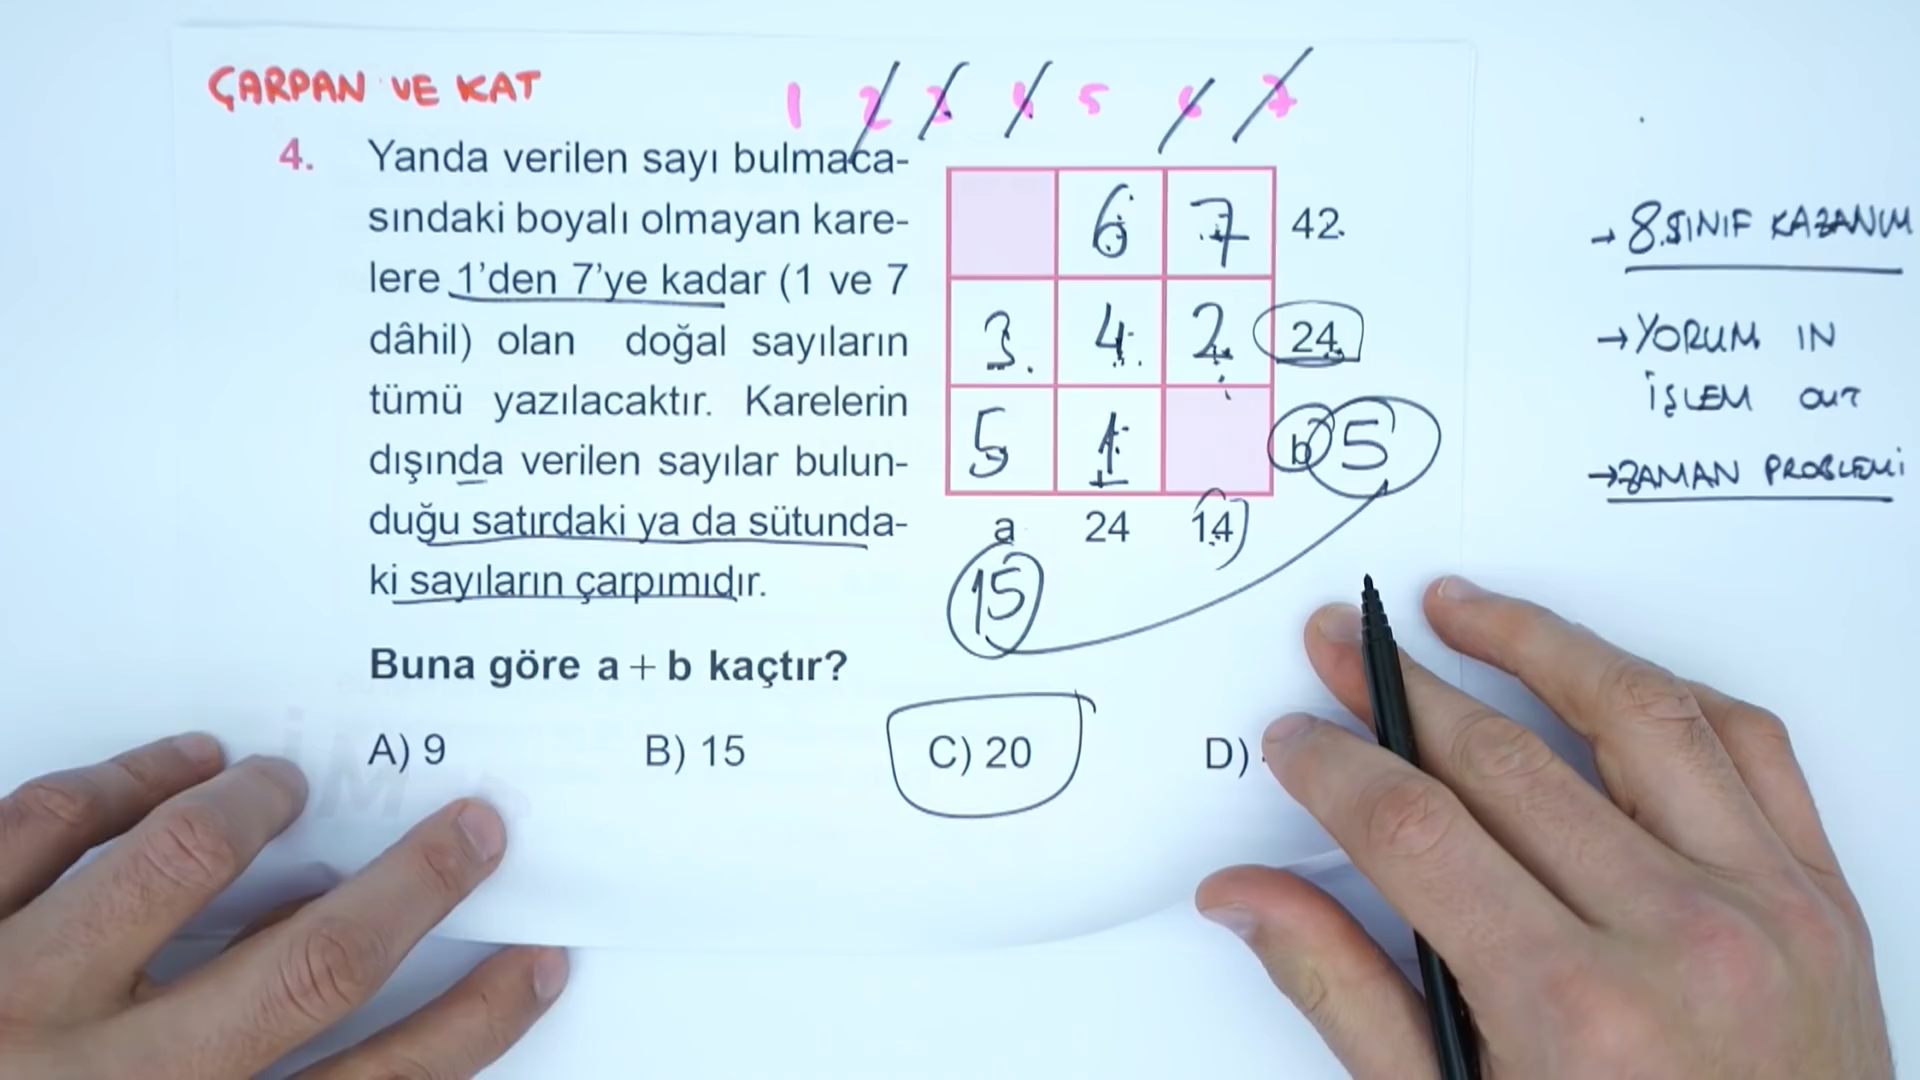 ÇARPAN VE KAT
1 2 3 4 5 6 7
4. Yanda verilen sayı bulmaca-
sındaki boyalı olmayan kare-
lere 1'den 7'ye kadar (1 ve 7
dâhil) olan doğal sayıların
tümü yazılacaktır. Karelerin
dışında verilen sayılar bulun-
duğu satırdaki ya da sütunda-
ki sayıların çarpımıdır.
Buna göre a + b kaçtır?
A) 9 B) 15 C) 20 D)
6 7 42
3 4 2 24
5 1 b 5
a 24 14
15
→ 8.SINIF KAZANIM
→ YORUM IN
İŞLEM OUT
→ ZAMAN PROBLEMİ